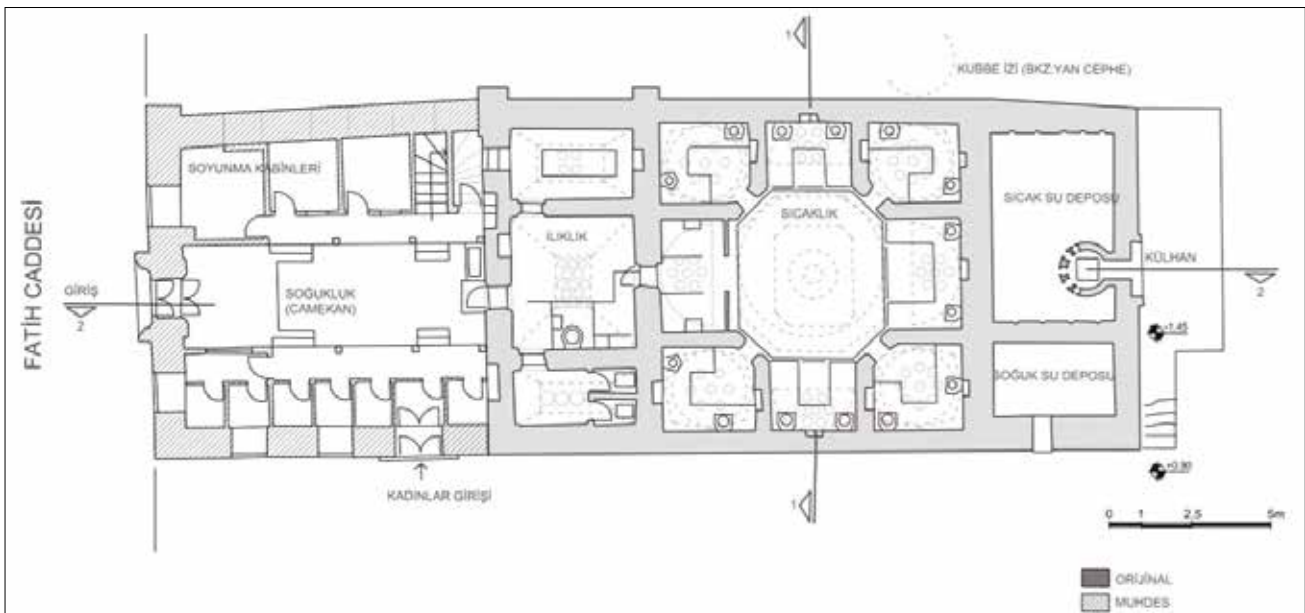 KUBBE İZİ (BKZ.YAN CEPHE)
1
SOYUNMA KABİNLERİ
FATİH CADDESİ
SICAKLIK
SICAK SU DEPOSU
ILIKLIK
GİRİŞ
2
SOĞUKLUK
(CAMEKAN)
KÜLHAN
2
-1.45
SOĞUK SU DEPOSU
KADINLAR GİRİŞİ
1
+0.90
0 1 2,5 5m
ORİJİNAL
MUHDES